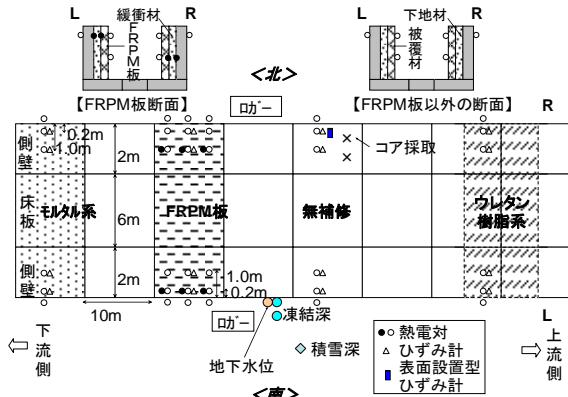 L 緩衝材 R
FRPM板
【FRPM板断面】
<北>
L 下地材 R
被覆材
【FRPM板以外の断面】
ロガー
R
側壁
0.2m
1.0m
2m
コア採取
床板
モルタル系
6m
FRPM板
無補修
ウレタン樹脂系
側壁
2m
1.0m
0.2m
10m
ロガー
凍結深
L
下流側
地下水位
積雪深
●○熱電対
△ ひずみ計
表面設置型
ひずみ計
上流側
<南>